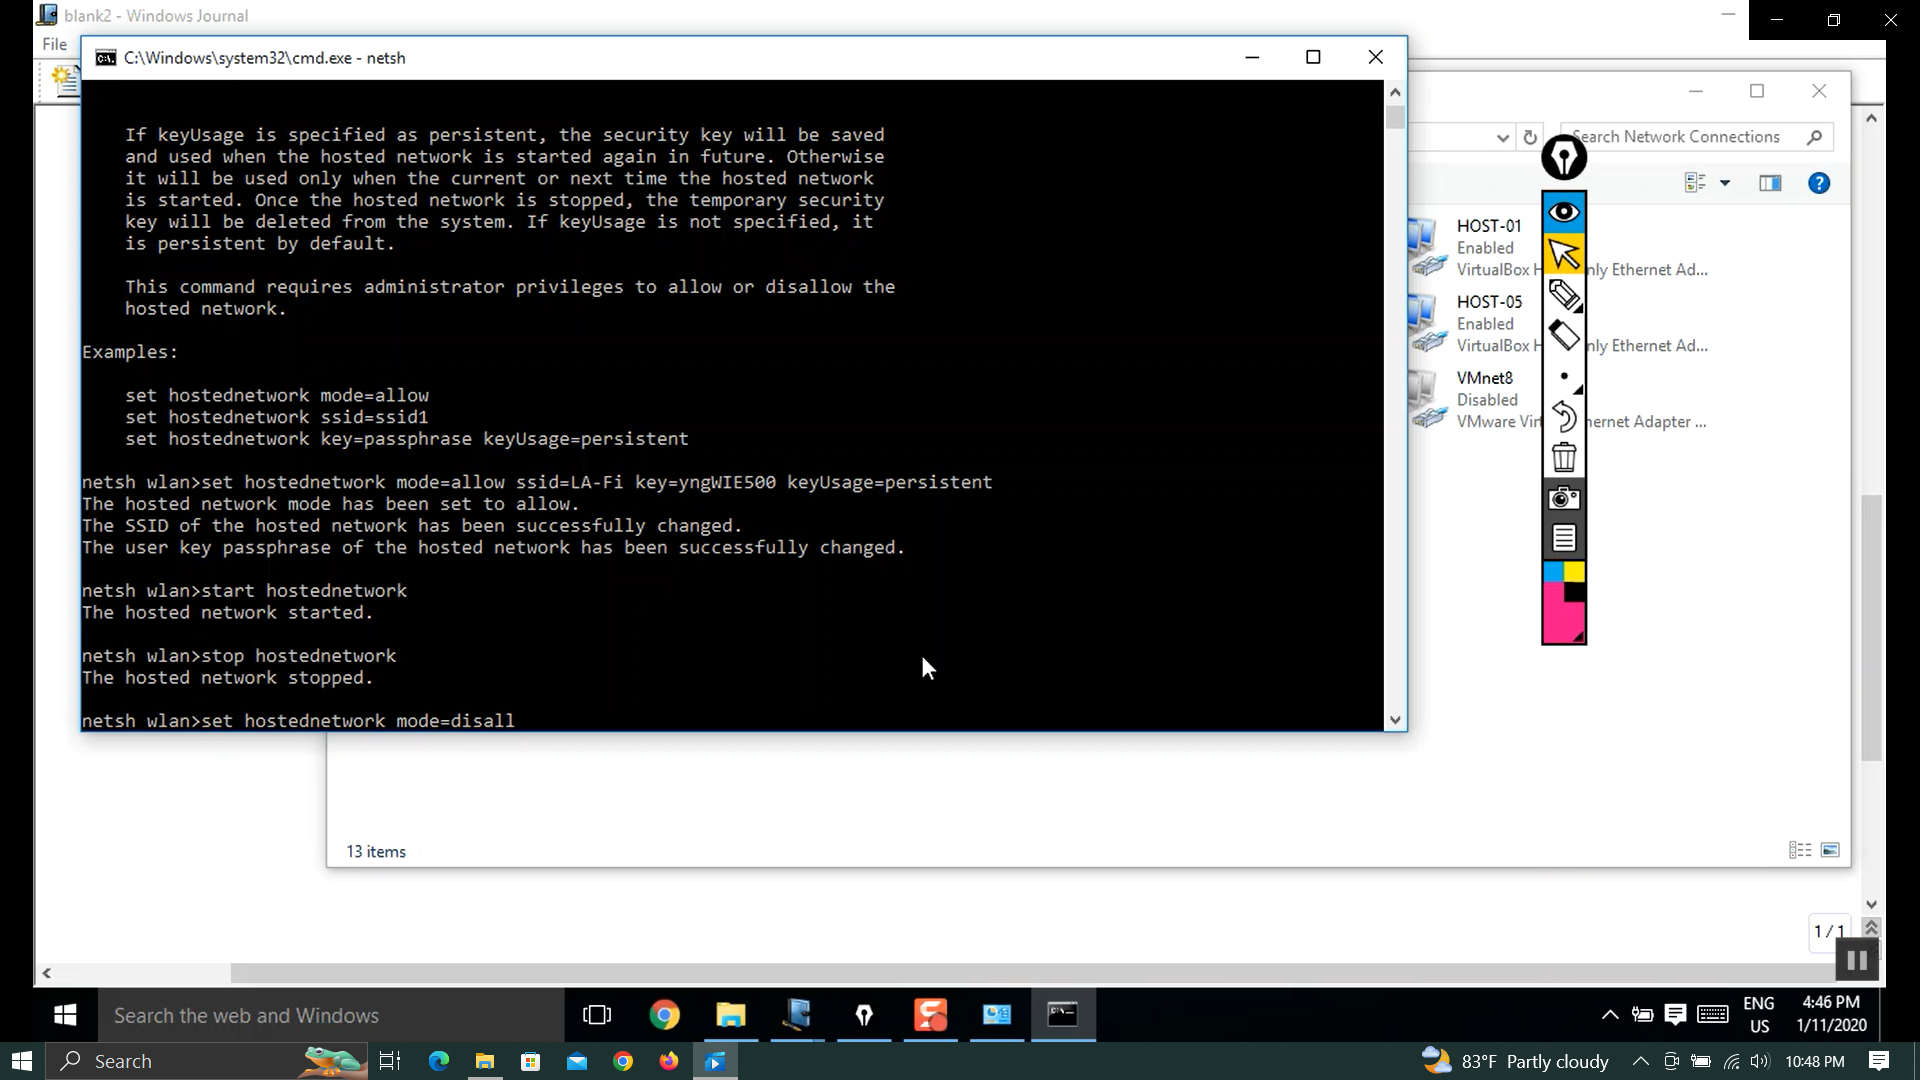 blank2 - Windows Journal
File
C:\Windows\system32\cmd.exe - netsh
If keyUsage is specified as persistent, the security key will be saved
and used when the hosted network is started again in future. Otherwise
it will be used only when the current or next time the hosted network
is started. Once the hosted network is stopped, the temporary security
key will be deleted from the system. If keyUsage is not specified, it
is persistent by default.
This command requires administrator privileges to allow or disallow the
hosted network.
Examples:
set hostednetwork mode=allow
set hostednetwork ssid=ssid1
set hostednetwork key=passphrase keyUsage=persistent
netsh wlan>set hostednetwork mode=allow ssid=LA-Fi key=yngWIE500 keyUsage=persistent
The hosted network mode has been set to allow.
The SSID of the hosted network has been successfully changed.
The user key passphrase of the hosted network has been successfully changed.
netsh wlan>start hostednetwork
The hosted network started.
netsh wlan>stop hostednetwork
The hosted network stopped.
netsh wlan>set hostednetwork mode=disall
Search Network Connections
HOST-01
Enabled
VirtualBox H nly Ethernet Ad...
HOST-05
Enabled
VirtualBox H nly Ethernet Ad...
VMnet8
Disabled
VMware Vir ernet Adapter ...
13 items
1 / 1
Search the web and Windows
ENG
US
4:46 PM
1/11/2020
Search
83°F Partly cloudy
10:48 PM